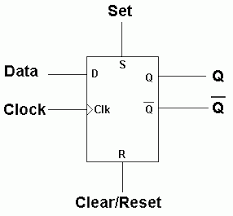 Set
S
Data D Q Q
Clock Clk Q̅ Q̅
R
Clear/Reset